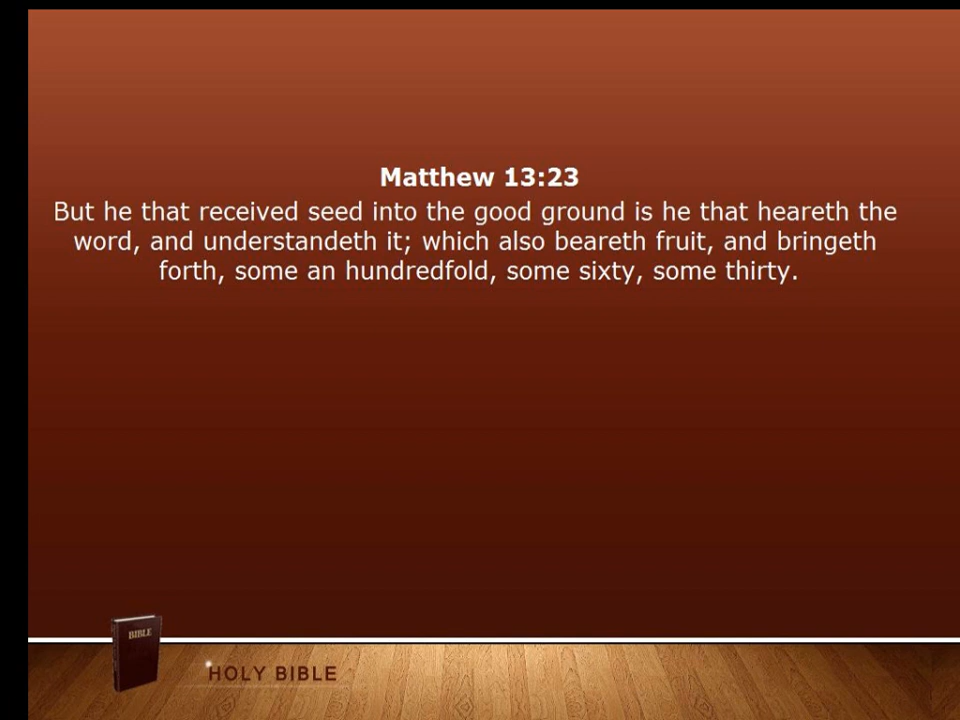 Matthew 13:23
But he that received seed into the good ground is he that heareth the
word, and understandeth it; which also beareth fruit, and bringeth
forth, some an hundredfold, some sixty, some thirty.
BIBLE
HOLY BIBLE